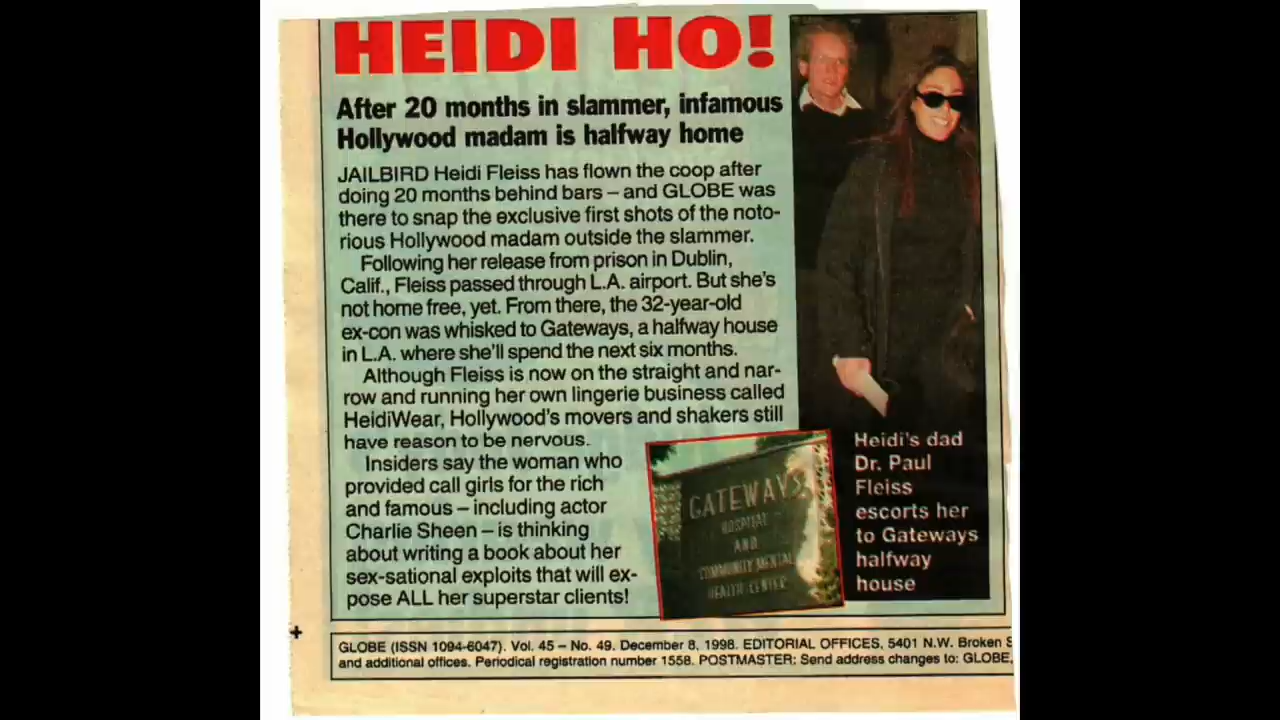 HEIDI HO!
After 20 months in slammer, infamous
Hollywood madam is halfway home
JAILBIRD Heidi Fleiss has flown the coop after
doing 20 months behind bars – and GLOBE was
there to snap the exclusive first shots of the noto-
rious Hollywood madam outside the slammer.
Following her release from prison in Dublin,
Calif., Fleiss passed through L.A. airport. But she's
not home free, yet. From there, the 32-year-old
ex-con was whisked to Gateways, a halfway house
in L.A. where she'll spend the next six months.
Although Fleiss is now on the straight and nar-
row and running her own lingerie business called
HeidiWear, Hollywood's movers and shakers still
have reason to be nervous.
Insiders say the woman who
provided call girls for the rich
and famous – including actor
Charlie Sheen – is thinking
about writing a book about her
sex-sational exploits that will ex-
pose ALL her superstar clients!
GATEWAYS
HOSPITAL
AND
COMMUNITY MENTAL
HEALTH CENTER
Heidi's dad
Dr. Paul
Fleiss
escorts her
to Gateways
halfway
house
GLOBE (ISSN 1094-6047). Vol. 45 – No. 49. December 8, 1998. EDITORIAL OFFICES, 5401 N.W. Broken S
and additional offices. Periodical registration number 1558. POSTMASTER: Send address changes to: GLOBE,